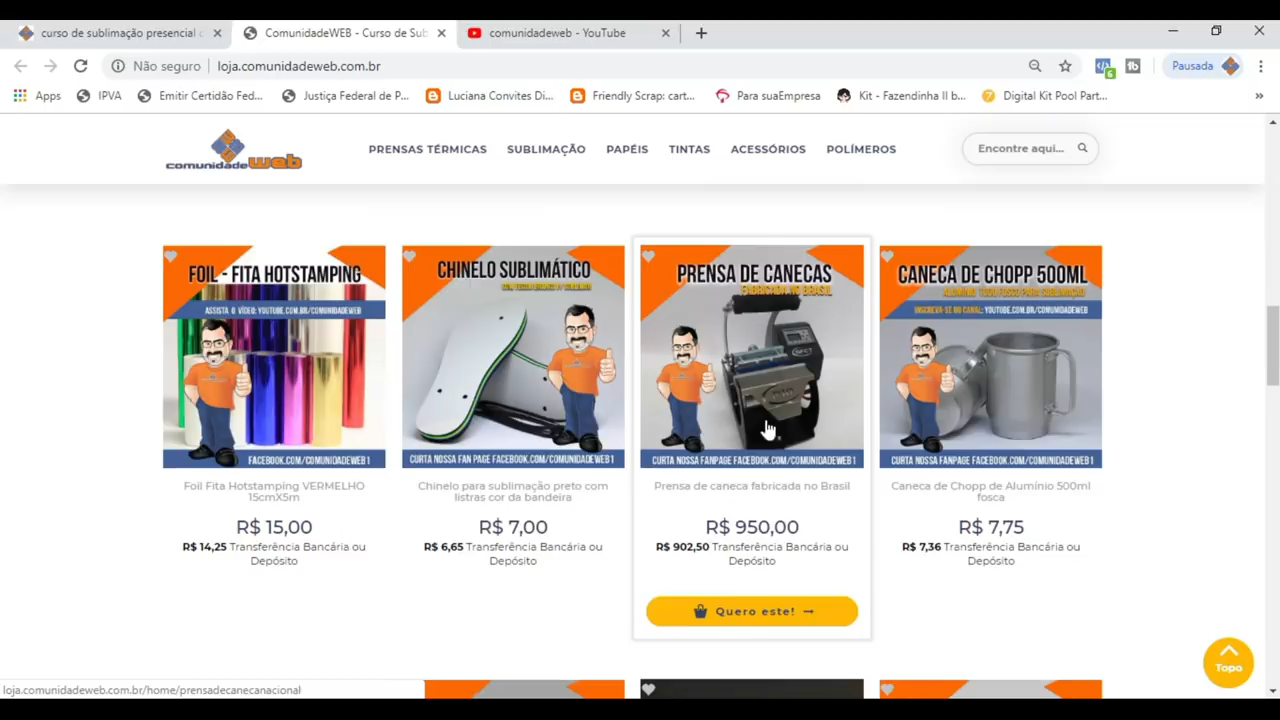 curso de sublimação presencial c
ComunidadeWEB - Curso de Sub
comunidadeweb - YouTube
Não seguro
loja.comunidadeweb.com.br
Pausada
Apps
IPVA
Emitir Certidão Fed...
Justiça Federal de P...
Luciana Convites Di...
Friendly Scrap: cart...
Para suaEmpresa
Kit - Fazendinha II b...
Digital Kit Pool Part...
comunidadeweb
PRENSAS TÉRMICAS
SUBLIMAÇÃO
PAPÉIS
TINTAS
ACESSÓRIOS
POLÍMEROS
Encontre aqui...
FOIL - FITA HOTSTAMPING
ASSISTA O VÍDEO: YOUTUBE.COM.BR/COMUNIDADEWEB
FACEBOOK.COM/COMUNIDADEWEB1
Foil Fita Hotstamping VERMELHO
15cmX5m
R$ 15,00
R$ 14,25 Transferência Bancária ou
Depósito
CHINELO SUBLIMÁTICO
CURTA NOSSA FAN PAGE FACEBOOK.COM/COMUNIDADEWEB1
Chinelo para sublimação preto com
listras cor da bandeira
R$ 7,00
R$ 6,65 Transferência Bancária ou
Depósito
PRENSA DE CANECAS
FABRICADA NO BRASIL
CURTA NOSSA FANPAGE FACEBOOK.COM/COMUNIDADEWEB1
Prensa de caneca fabricada no Brasil
R$ 950,00
R$ 902,50 Transferência Bancária ou
Depósito
Quero este!
CANECA DE CHOPP 500ML
ALUMÍNIO TODO FOSCO PARA SUBLIMAÇÃO
INSCREVA-SE NO CANAL: YOUTUBE.COM.BR/COMUNIDADEWEB
CURTA NOSSA FANPAGE FACEBOOK.COM/COMUNIDADEWEB1
Caneca de Chopp de Alumínio 500ml
fosca
R$ 7,75
R$ 7,36 Transferência Bancária ou
Depósito
Topo
loja.comunidadeweb.com.br/home/prensadecanecanacional